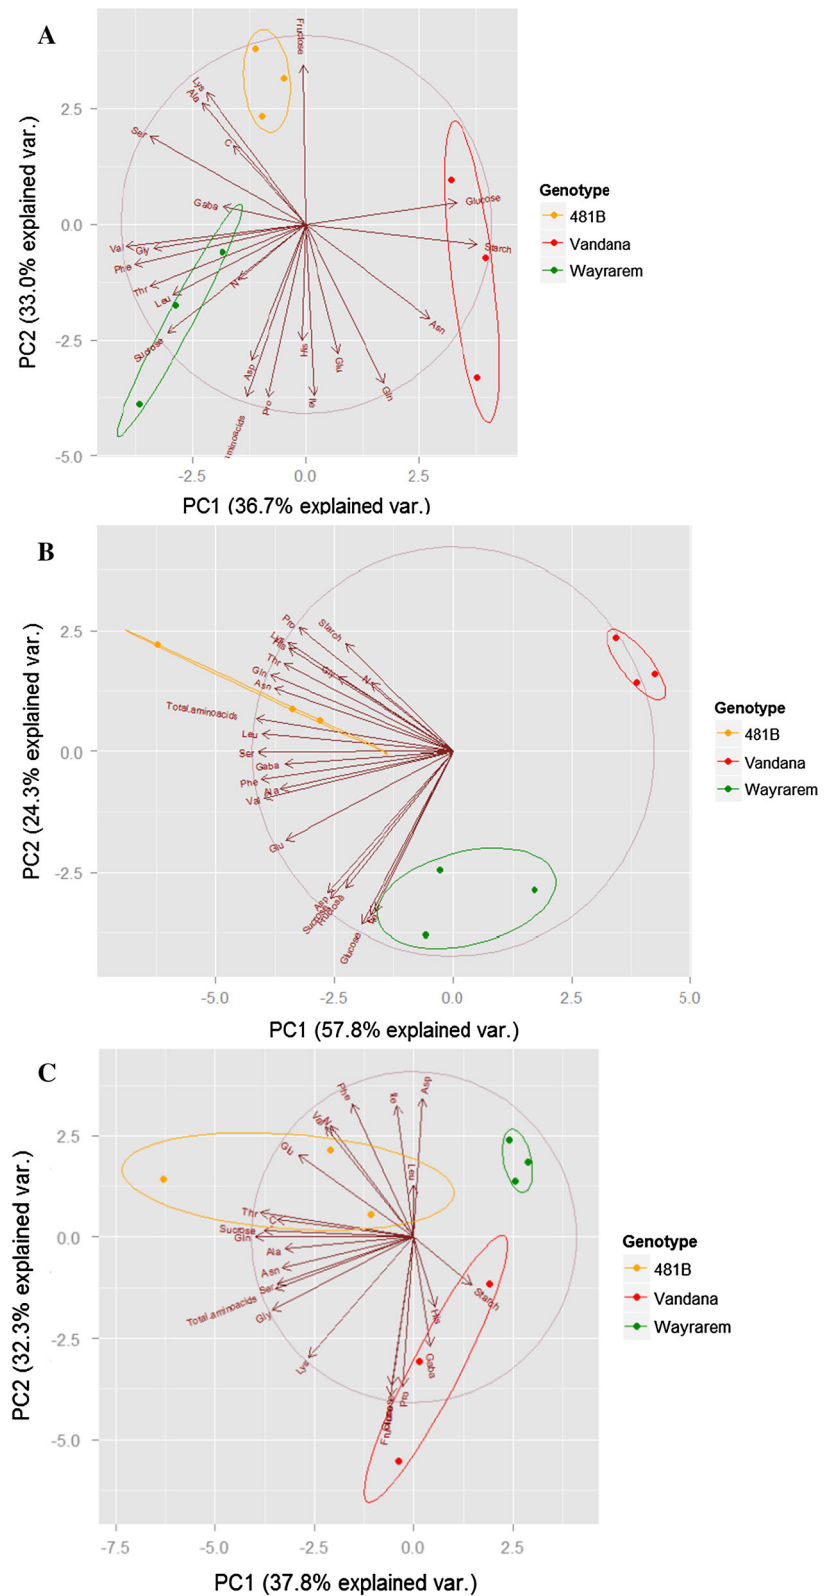 A
PC2 (33.0% explained var.)
2.5
0.0
-2.5
-5.0
Fructose
Lys
Ala
Ser
C
Gaba
Glucose
Starch
Val
Gly
Phe
Thr
Leu
N
Sucrose
Asn
Asp
Pro
His
Ile
Glu
Gln
aminoacids
-2.5
0.0
2.5
PC1 (36.7% explained var.)
Genotype
481B
Vandana
Wayrarem
B
PC2 (24.3% explained var.)
2.5
0.0
-2.5
Pro
Starch
Lys
His
Thr
Gly
Gln
N
Asn
Total.aminoacids
Leu
Ser
Gaba
Phe
Ala
Val
Glu
Asp
Sucrose
Fructose
Glucose
-5.0
-2.5
0.0
2.5
5.0
PC1 (57.8% explained var.)
Genotype
481B
Vandana
Wayrarem
C
PC2 (32.3% explained var.)
2.5
0.0
-2.5
-5.0
Phe
Ile
Asp
Val
N
Glu
Leu
Thr
C
Sucrose
Gln
Ala
Asn
Ser
Total.aminoacids
Gly
Lys
Starch
His
Gaba
Pro
Fructose
-7.5
-5.0
-2.5
0.0
2.5
PC1 (37.8% explained var.)
Genotype
481B
Vandana
Wayrarem